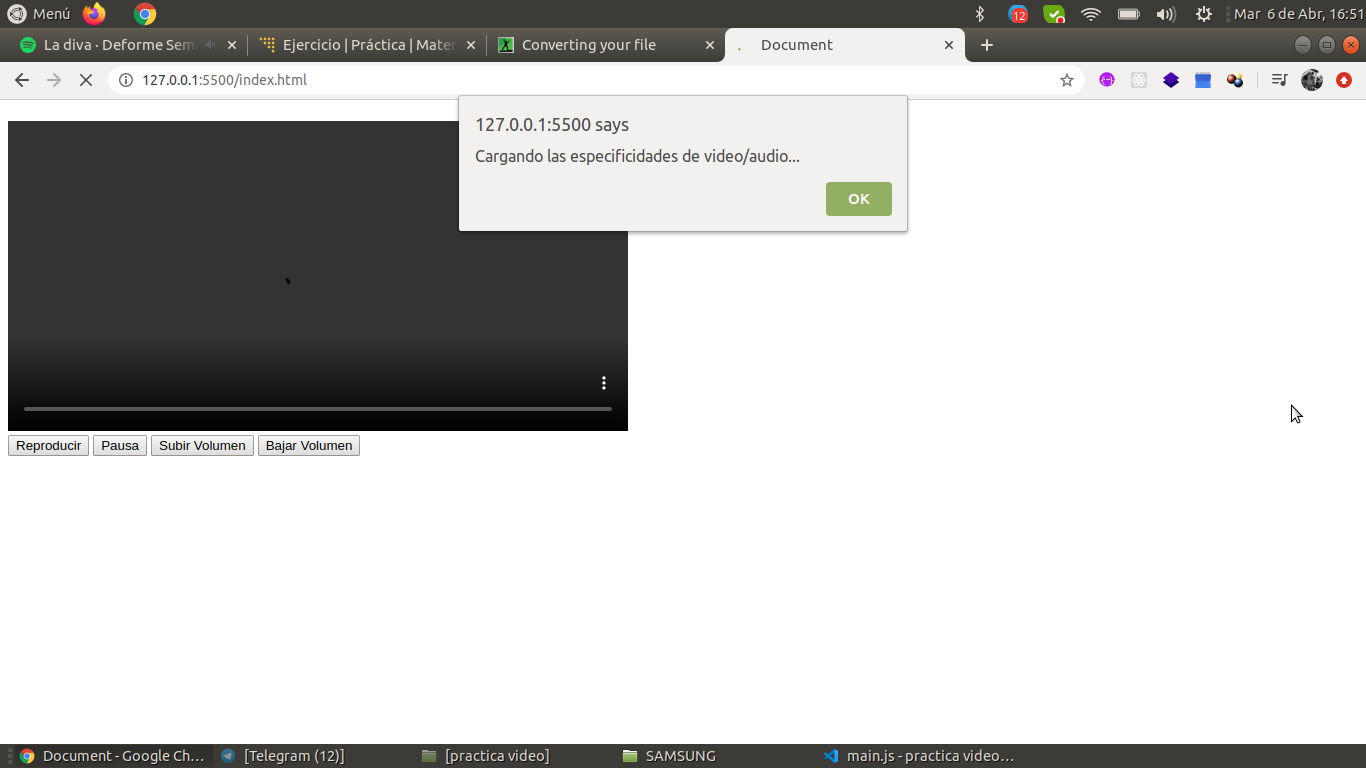 Menú
12
Mar 6 de Abr, 16:51
La diva · Deforme Sem
Ejercicio | Práctica | Mater
Converting your file
Document
127.0.0.1:5500/index.html
127.0.0.1:5500 says
Cargando las especificidades de video/audio...
OK
Reproducir
Pausa
Subir Volumen
Bajar Volumen
Document - Google Ch...
[Telegram (12)]
[practica video]
SAMSUNG
main.js - practica video...